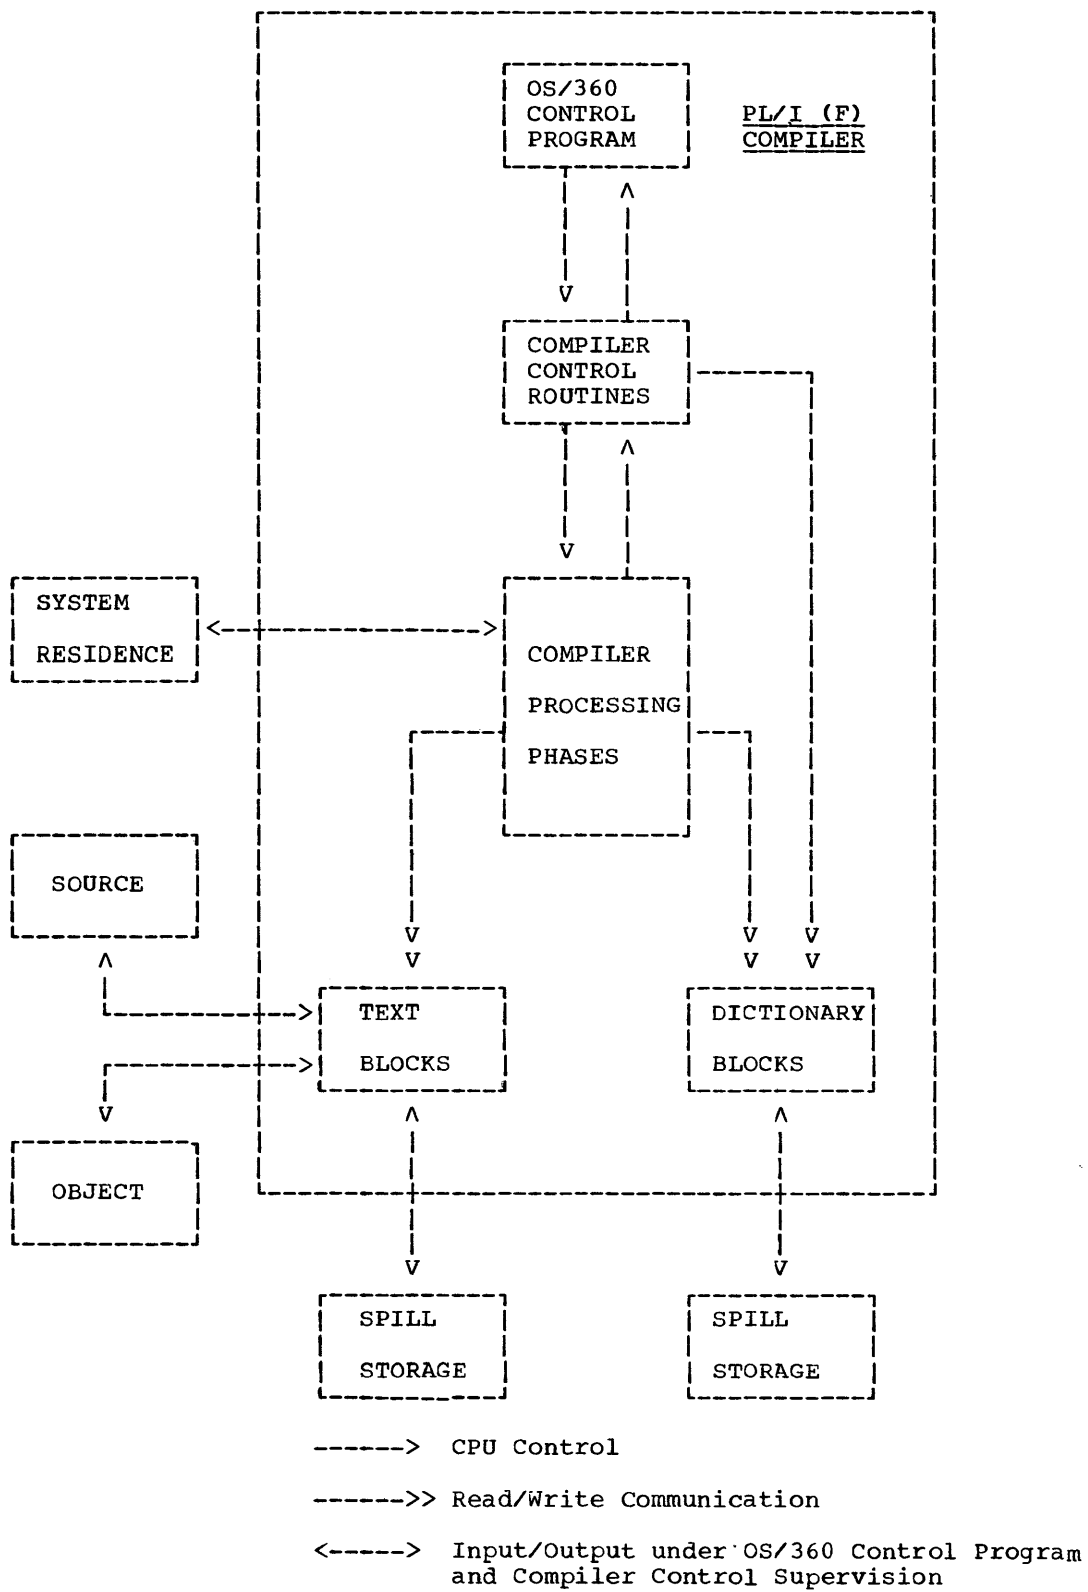 OS/360
CONTROL
PROGRAM
PL/I (F)
COMPILER
COMPILER
CONTROL
ROUTINES
SYSTEM
RESIDENCE
COMPILER
PROCESSING
PHASES
SOURCE
TEXT
BLOCKS
DICTIONARY
BLOCKS
OBJECT
SPILL
STORAGE
SPILL
STORAGE
------> CPU Control
------>> Read/Write Communication
<-----> Input/Output under OS/360 Control Program
and Compiler Control Supervision